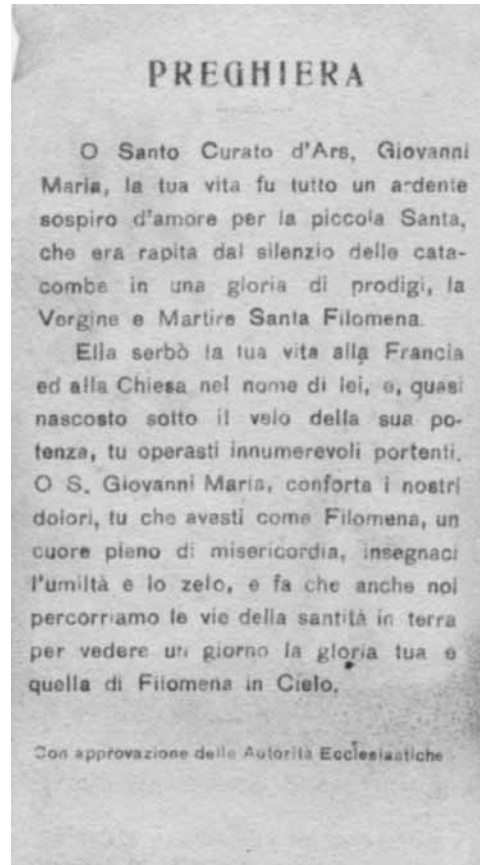 PREGHIERA
O Santo Curato d'Ars, Giovanni
Maria, la tua vita fu tutto un ardente
sospiro d'amore per la piccola Santa,
che era rapita dal silenzio delle cata-
combe in una gloria di prodigi, la
Vergine e Martire Santa Filomena.
Ella serbò la tua vita alla Francia
ed alla Chiesa nel nome di lei, e, quasi
nascosto sotto il velo della sua po-
tenza, tu operasti innumerevoli portenti.
O S. Giovanni Maria, conforta i nostri
dolori, tu che avesti come Filomena, un
cuore pieno di misericordia, insegnaci
l'umiltà e lo zelo, e fa che anche noi
percorriamo le vie della santità in terra
per vedere un giorno la gloria tua e
quella di Filomena in Cielo.
Con approvazione delle Autorità Ecclesiastiche